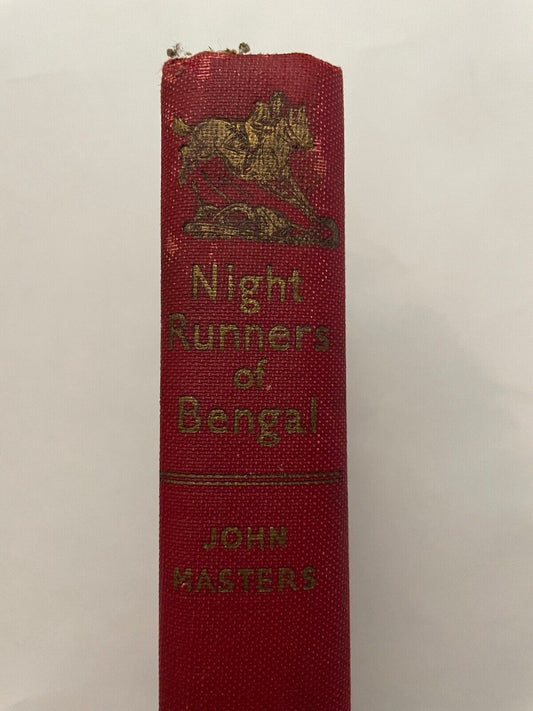 Night
Runners
of
Bengal
JOHN
MASTERS